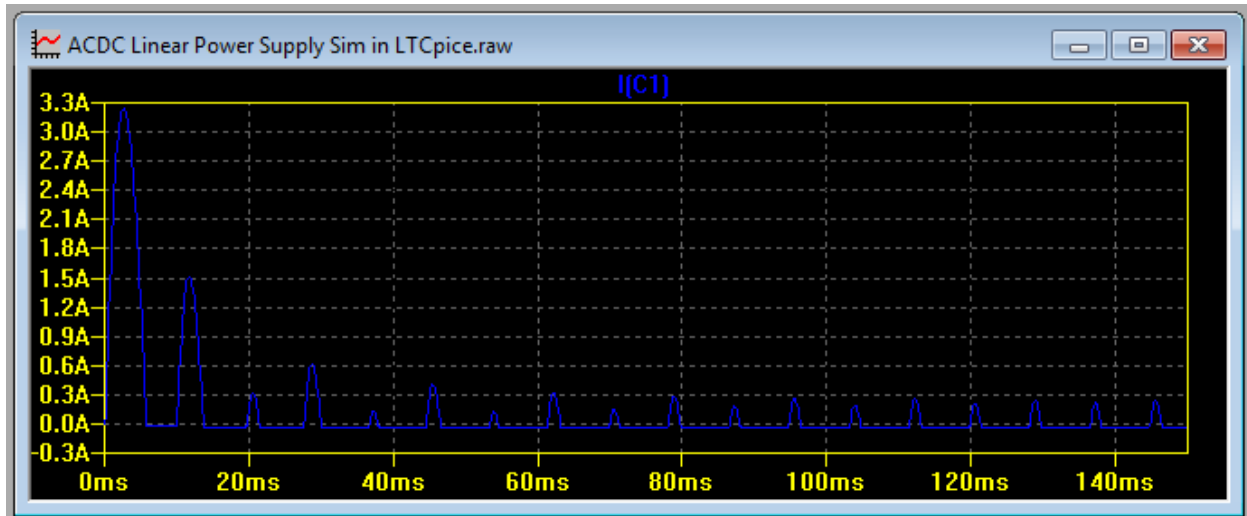 ACDC Linear Power Supply Sim in LTCpice.raw
I(C1)
3.3A
3.0A
2.7A
2.4A
2.1A
1.8A
1.5A
1.2A
0.9A
0.6A
0.3A
0.0A
-0.3A
0ms 20ms 40ms 60ms 80ms 100ms 120ms 140ms